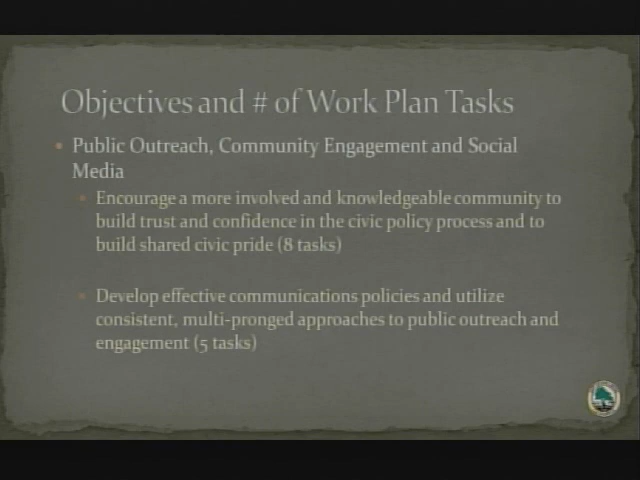 Objectives and # of Work Plan Tasks
Public Outreach, Community Engagement and Social
Media
Encourage a more involved and knowledgeable community to
build trust and confidence in the civic policy process and to
build shared civic pride (8 tasks)
Develop effective communications policies and utilize
consistent, multi-pronged approaches to public outreach and
engagement (5 tasks)